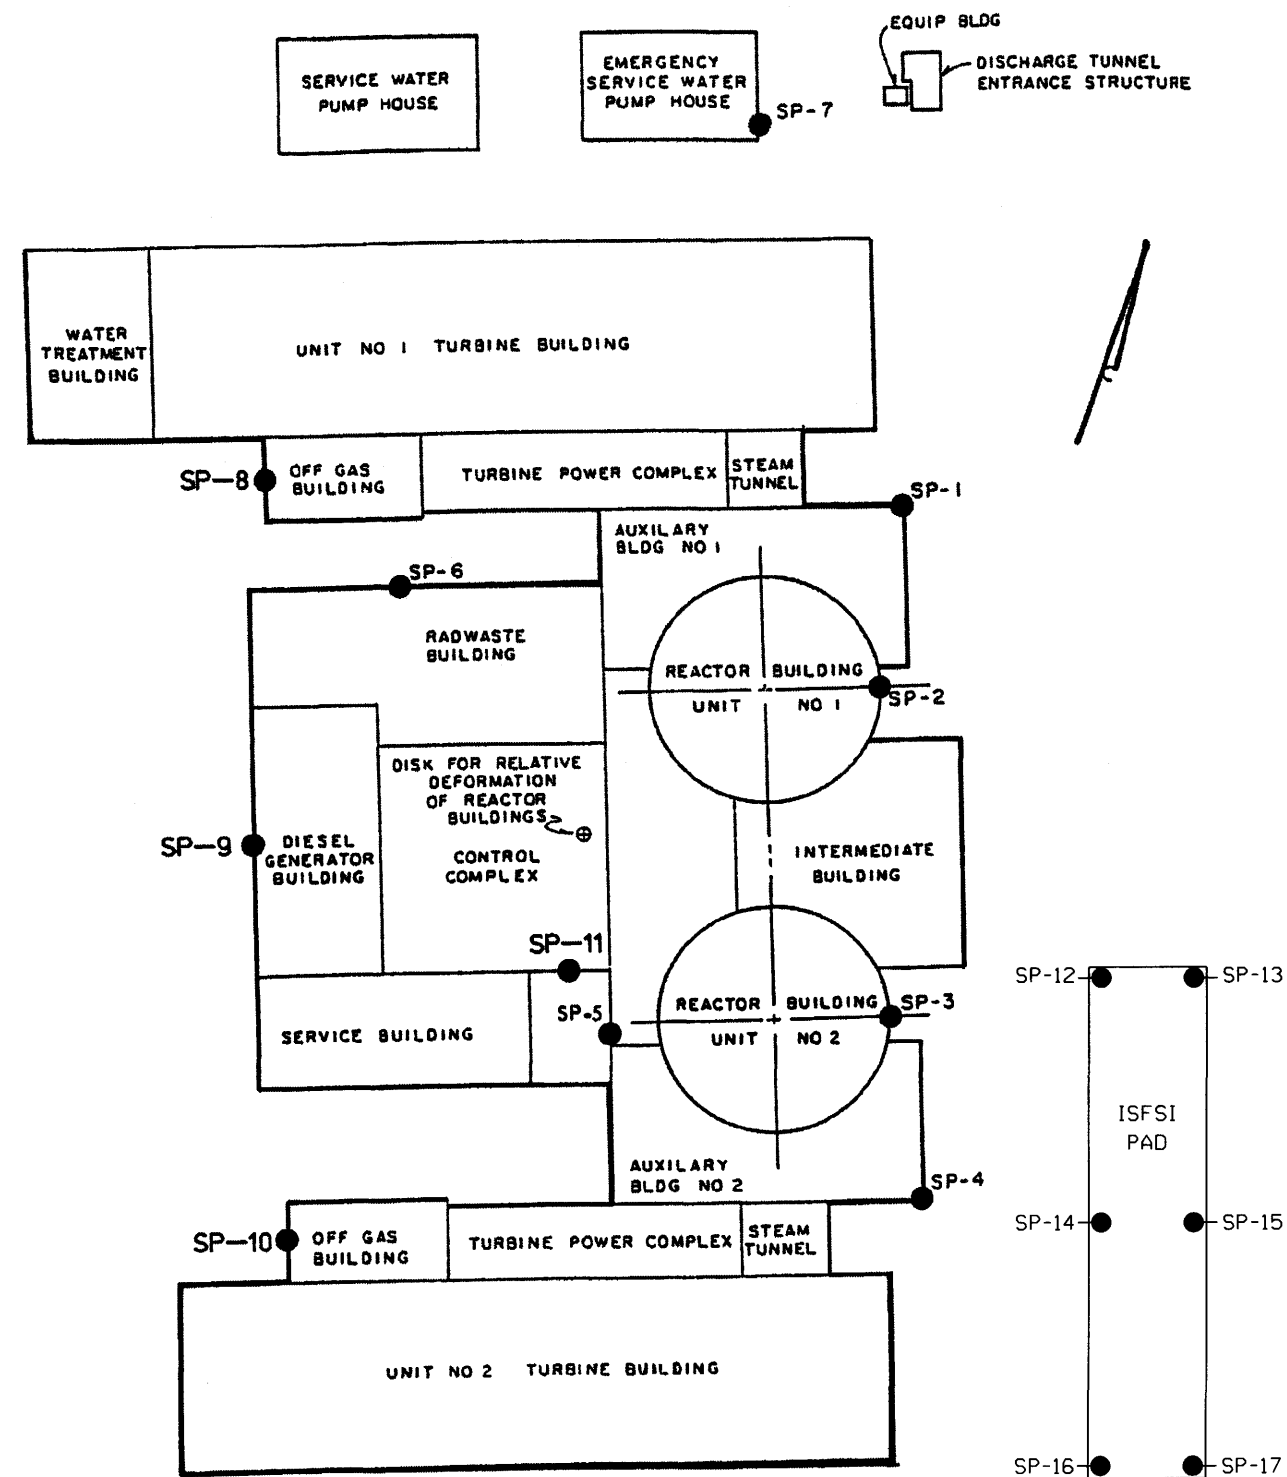 EQUIP BLDG
DISCHARGE TUNNEL
ENTRANCE STRUCTURE
SERVICE WATER
PUMP HOUSE
EMERGENCY
SERVICE WATER
PUMP HOUSE
SP-7
WATER
TREATMENT
BUILDING
UNIT NO 1 TURBINE BUILDING
SP-8
OFF GAS
BUILDING
TURBINE POWER COMPLEX
STEAM
TUNNEL
SP-1
AUXILARY
BLDG NO 1
SP-6
RADWASTE
BUILDING
REACTOR BUILDING
UNIT NO 1
SP-2
DISK FOR RELATIVE
DEFORMATION
OF REACTOR
BUILDINGS
SP-9
DIESEL
GENERATOR
BUILDING
CONTROL
COMPLEX
INTERMEDIATE
BUILDING
SP-11
SP-5
SERVICE BUILDING
REACTOR BUILDING
UNIT NO 2
SP-3
SP-12
SP-13
ISFSI
PAD
AUXILARY
BLDG NO 2
SP-4
SP-14
SP-15
SP-10
OFF GAS
BUILDING
TURBINE POWER COMPLEX
STEAM
TUNNEL
UNIT NO 2 TURBINE BUILDING
SP-16
SP-17